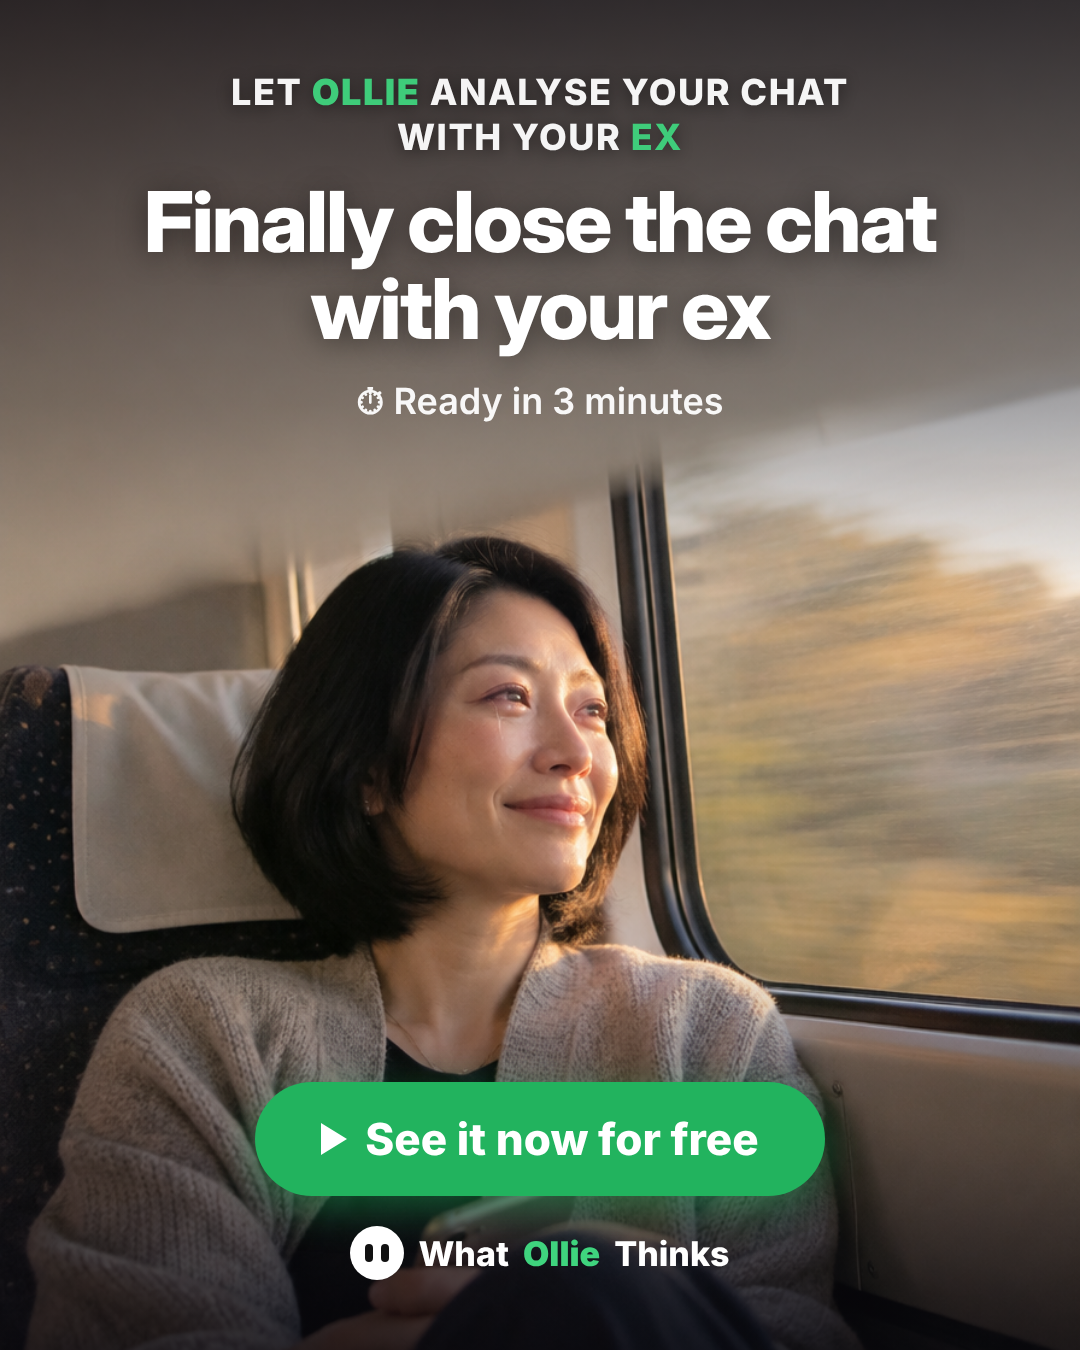 LET OLLIE ANALYSE YOUR CHAT
WITH YOUR EX
Finally close the chat
with your ex
⏱ Ready in 3 minutes
▶ See it now for free
What Ollie Thinks